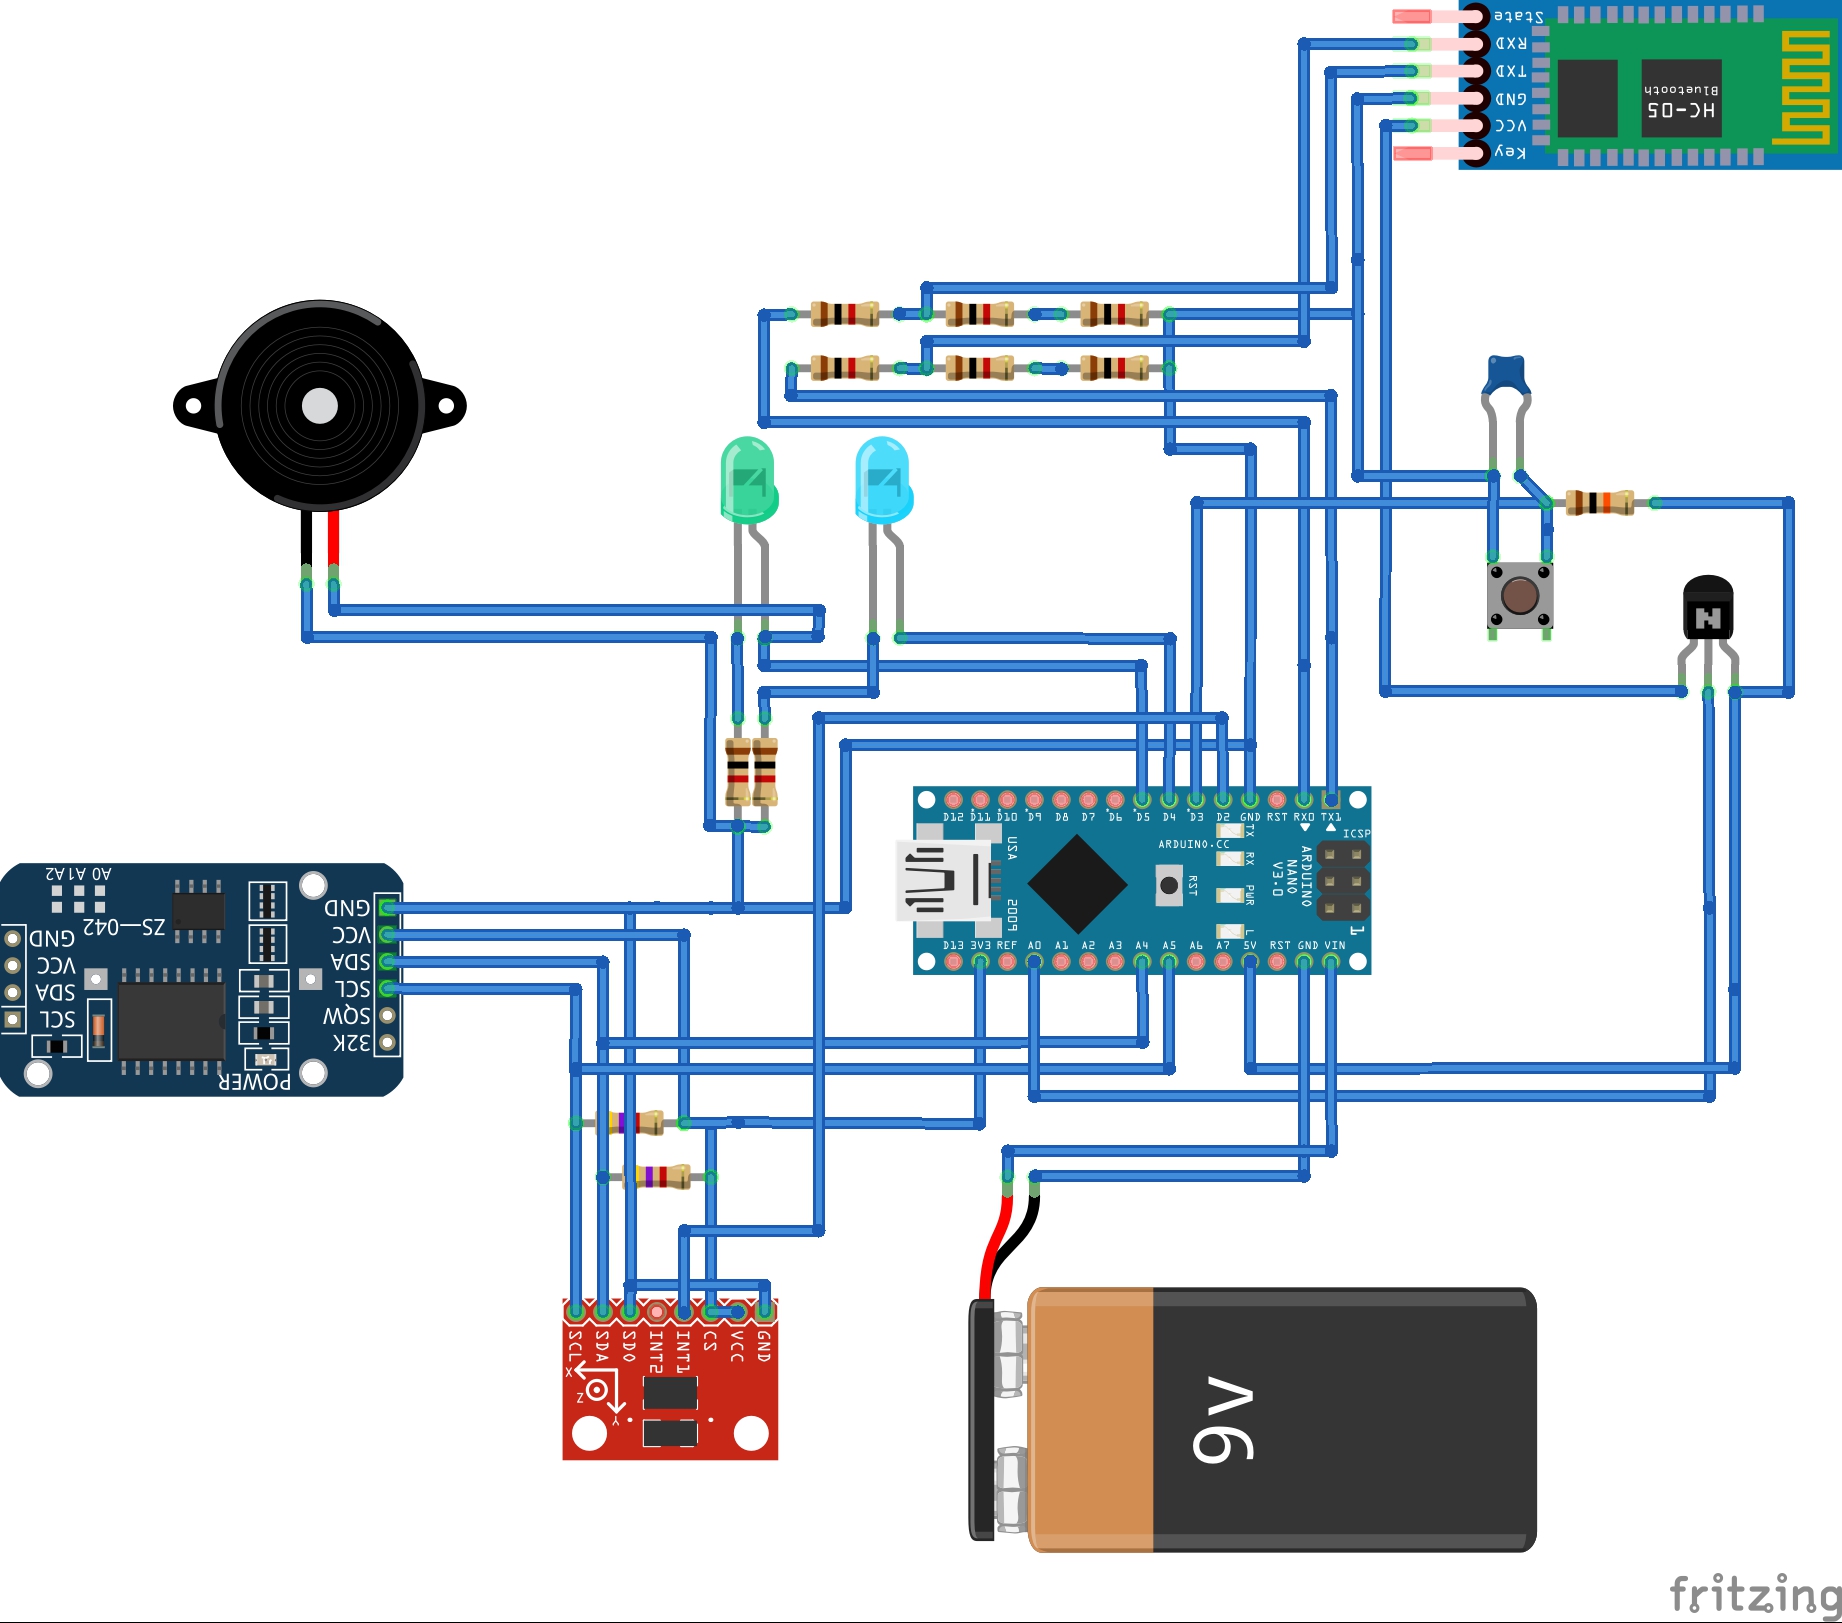 State
RXD
TXD
GND
VCC
Key
HC-05
Bluetooth
N
D12
D11
D10
D9
D8
D7
D6
D5
D4
D3
D2
GND
RST
RX0
TX1
ARDUINO.CC
TX
RX
PWR
L
RST
USA
2009
ARDUINO
NANO
V3.0
ICSP
1
D13
3V3
REF
A0
A1
A2
A3
A4
A5
A6
A7
5V
RST
GND
VIN
A0 A1 A2
ZS-042
GND
VCC
SDA
SCL
GND
VCC
SDA
SCL
SQW
32K
POWER
SCL
SDA
SDO
INT2
INT1
CS
VCC
GND
X
Z
Y
9V
fritzing